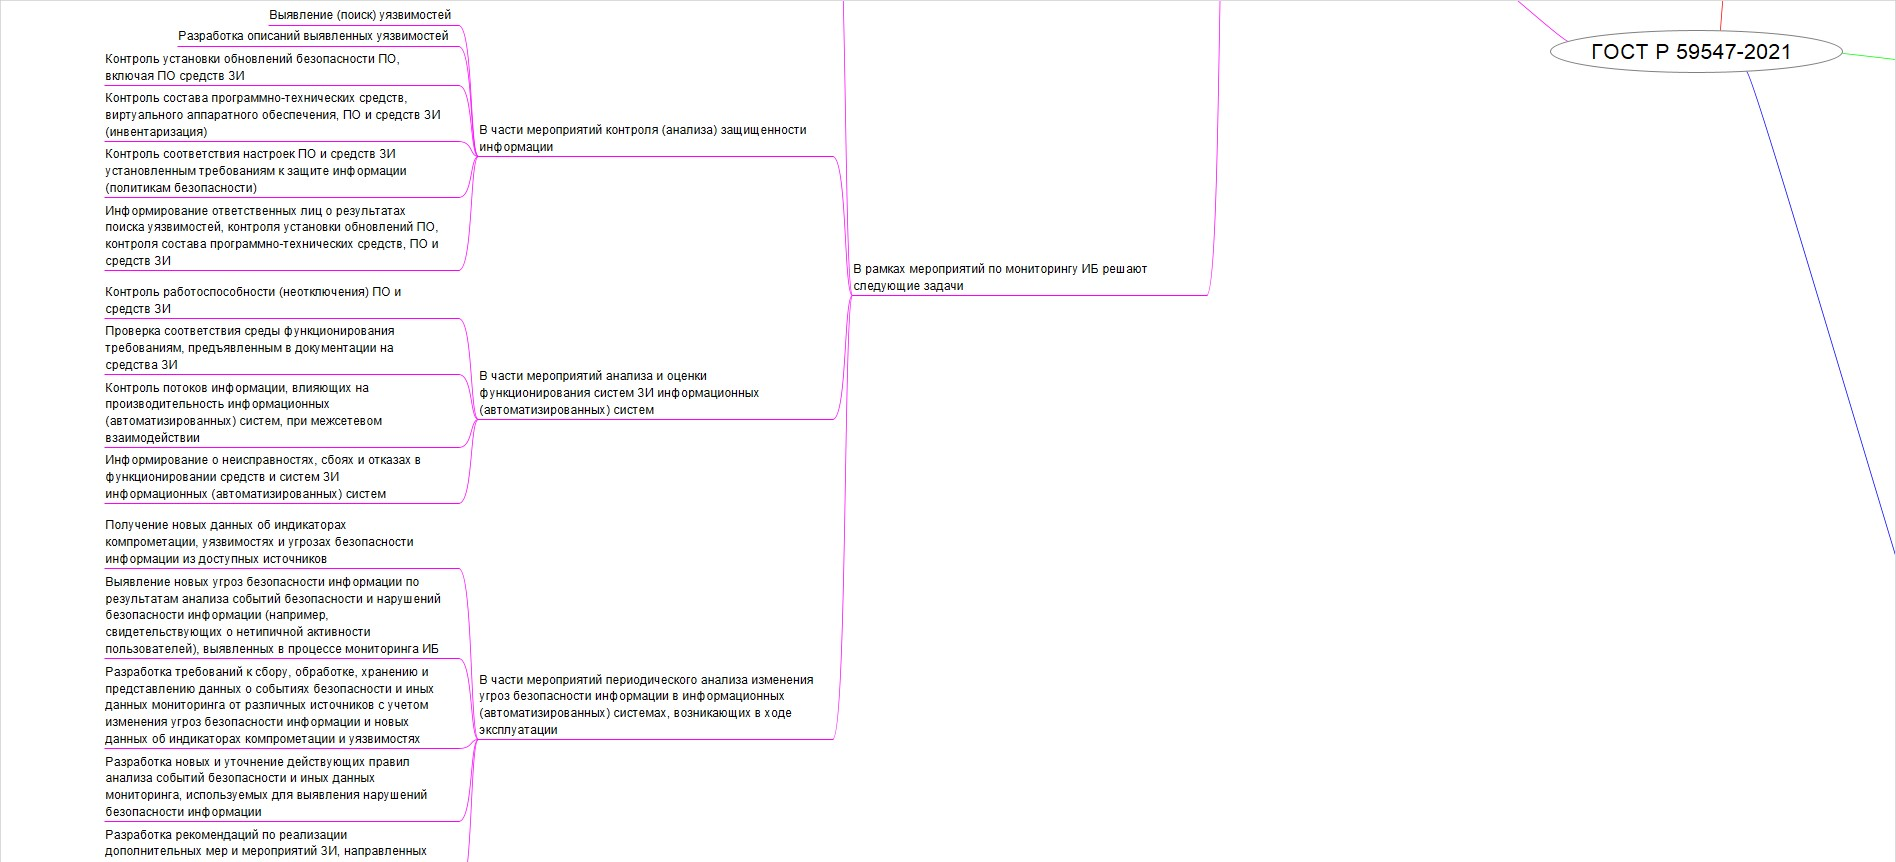 Выявление (поиск) уязвимостей
Разработка описаний выявленных уязвимостей
Контроль установки обновлений безопасности ПО,
включая ПО средств ЗИ
Контроль состава программно-технических средств,
виртуального аппаратного обеспечения, ПО и средств ЗИ
(инвентаризация)
Контроль соответствия настроек ПО и средств ЗИ
установленным требованиям к защите информации
(политикам безопасности)
Информирование ответственных лиц о результатах
поиска уязвимостей, контроля установки обновлений ПО,
контроля состава программно-технических средств, ПО и
средств ЗИ
В части мероприятий контроля (анализа) защищенности
информации
Контроль работоспособности (неотключения) ПО и
средств ЗИ
Проверка соответствия среды функционирования
требованиям, предъявленным в документации на
средства ЗИ
Контроль потоков информации, влияющих на
производительность информационных
(автоматизированных) систем, при межсетевом
взаимодействии
Информирование о неисправностях, сбоях и отказах в
функционировании средств и систем ЗИ
информационных (автоматизированных) систем
В части мероприятий анализа и оценки
функционирования систем ЗИ информационных
(автоматизированных) систем
Получение новых данных об индикаторах
компрометации, уязвимостях и угрозах безопасности
информации из доступных источников
Выявление новых угроз безопасности информации по
результатам анализа событий безопасности и нарушений
безопасности информации (например,
свидетельствующих о нетипичной активности
пользователей), выявленных в процессе мониторинга ИБ
Разработка требований к сбору, обработке, хранению и
представлению данных о событиях безопасности и иных
данных мониторинга от различных источников с учетом
изменения угроз безопасности информации и новых
данных об индикаторах компрометации и уязвимостях
Разработка новых и уточнение действующих правил
анализа событий безопасности и иных данных
мониторинга, используемых для выявления нарушений
безопасности информации
Разработка рекомендаций по реализации
дополнительных мер и мероприятий ЗИ, направленных
В части мероприятий периодического анализа изменения
угроз безопасности информации в информационных
(автоматизированных) системах, возникающих в ходе
эксплуатации
В рамках мероприятий по мониторингу ИБ решают
следующие задачи
ГОСТ Р 59547-2021